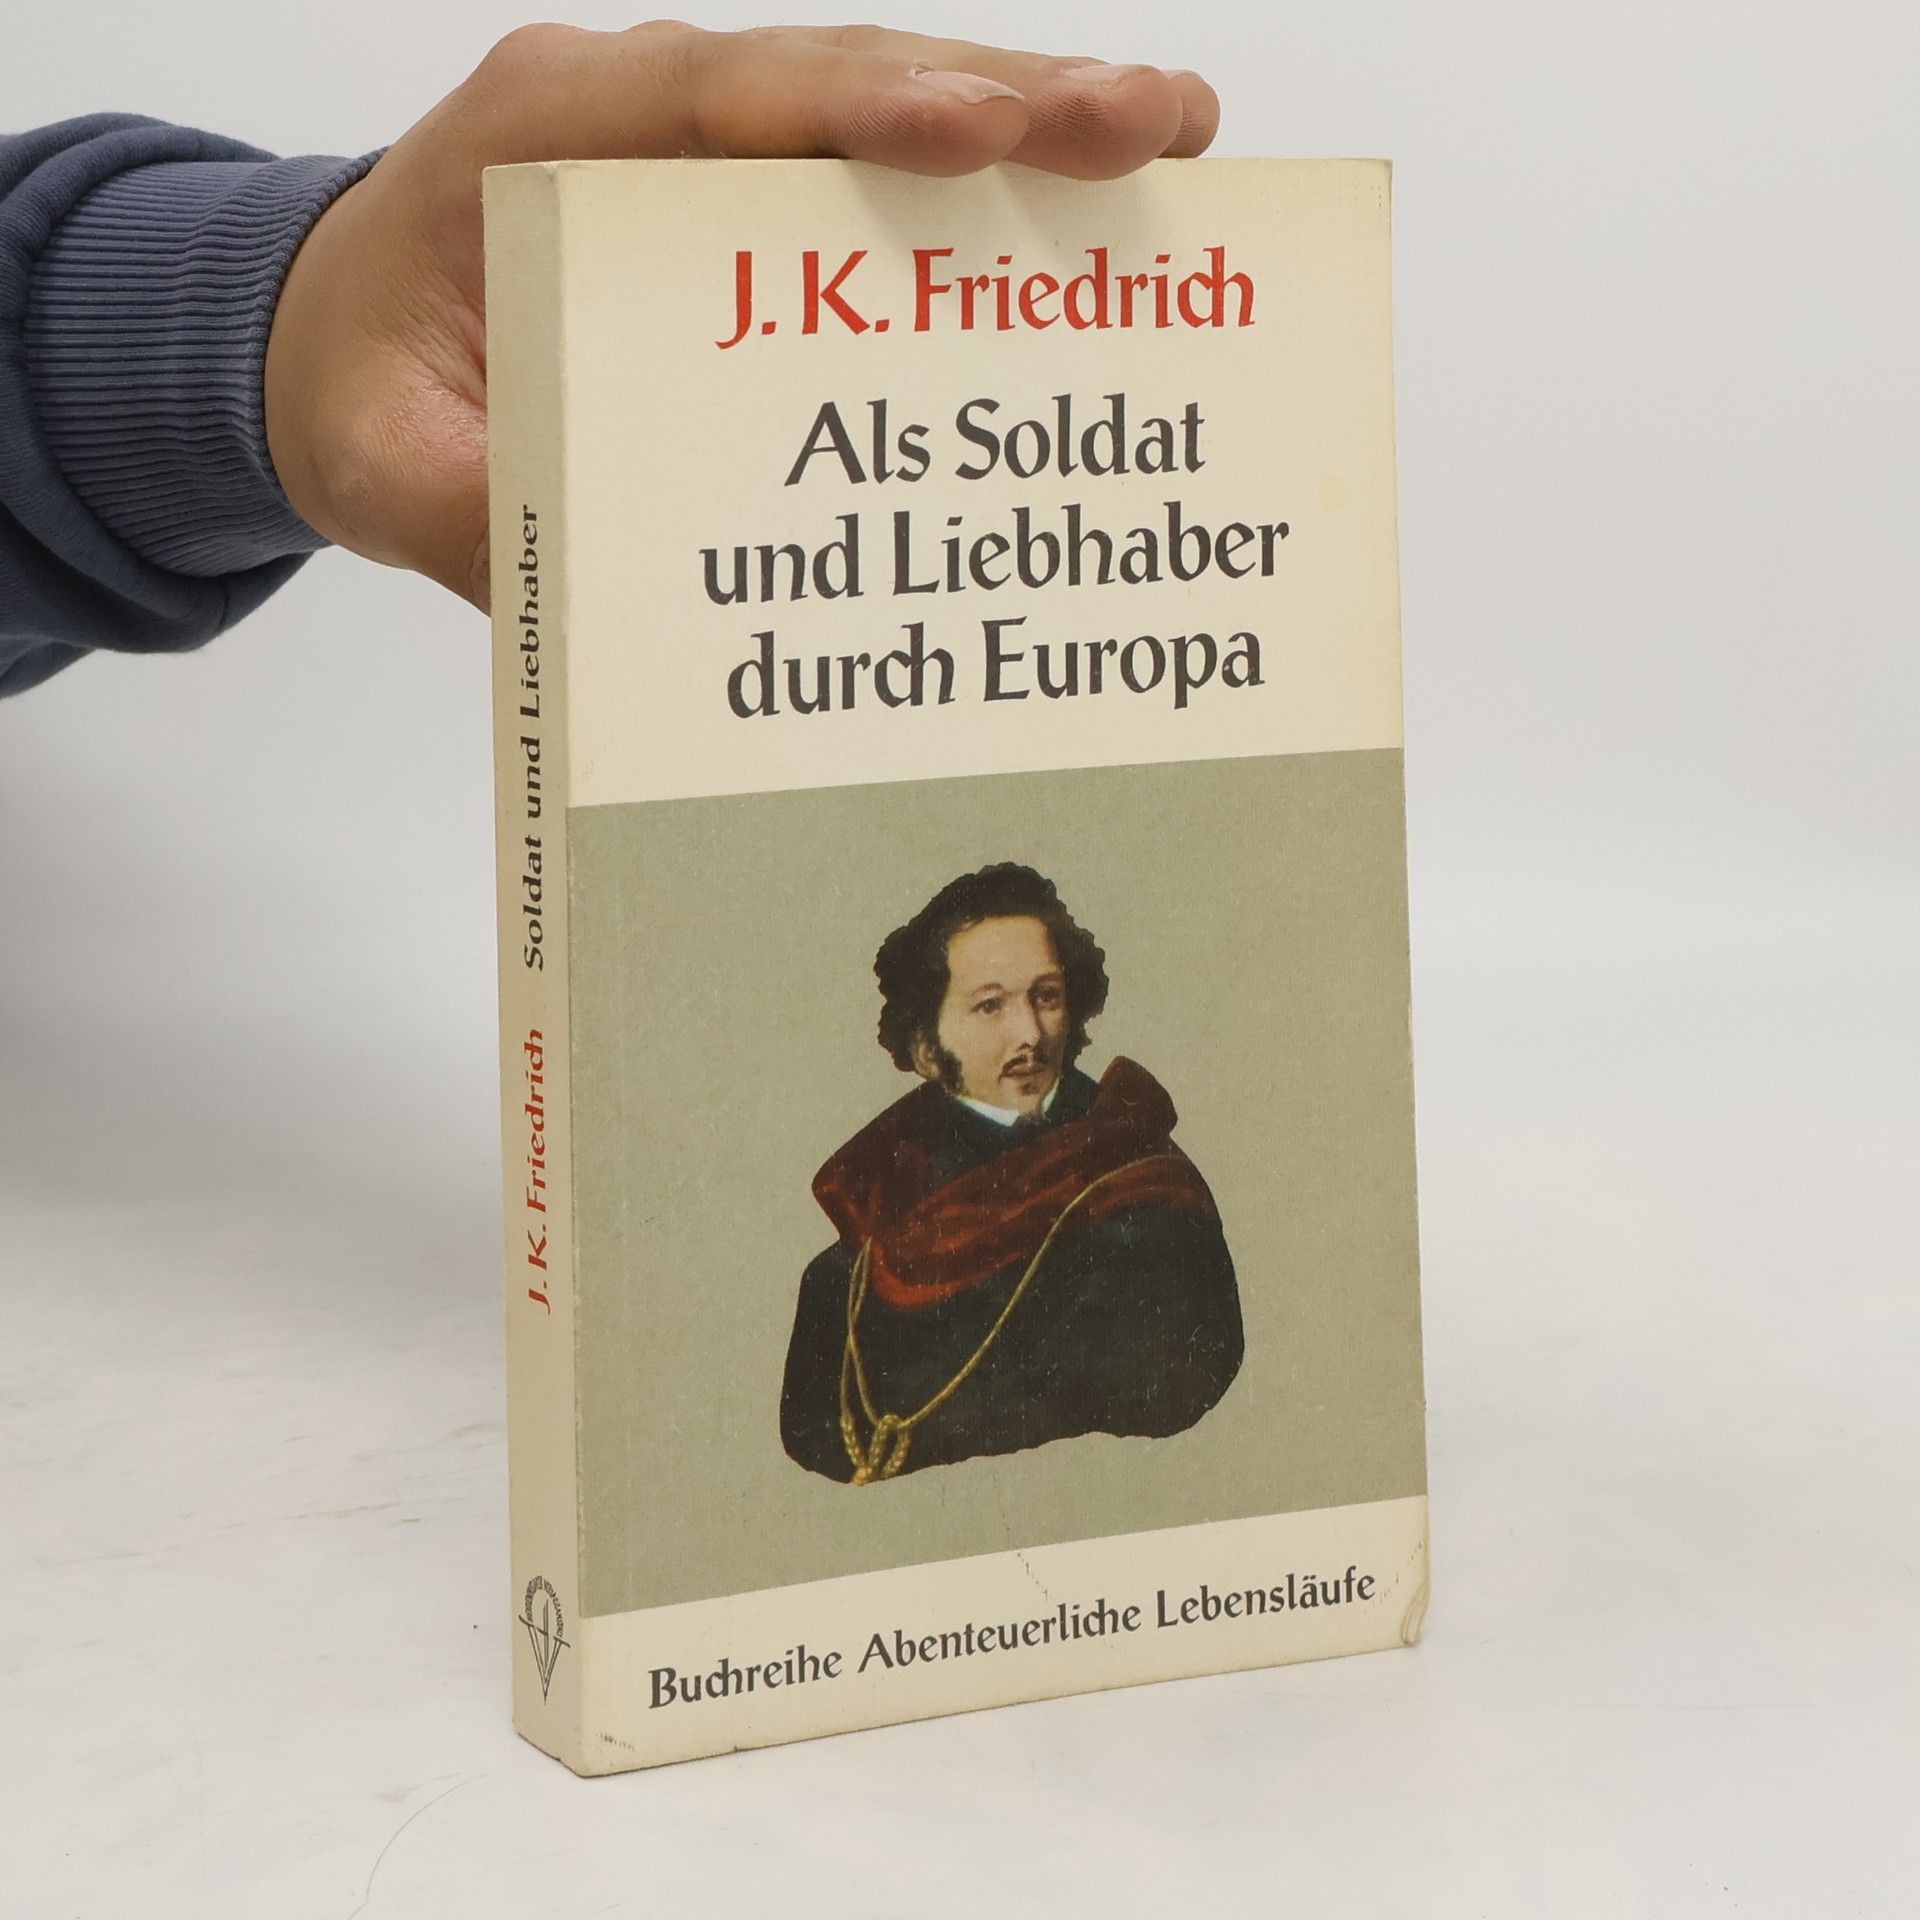 J. K. Friedrich
Als Soldat
und Liebhaber
durch Europa
Buchreihe Abenteuerliche Lebensläufe
J. K. Friedrich Soldat und Liebhaber